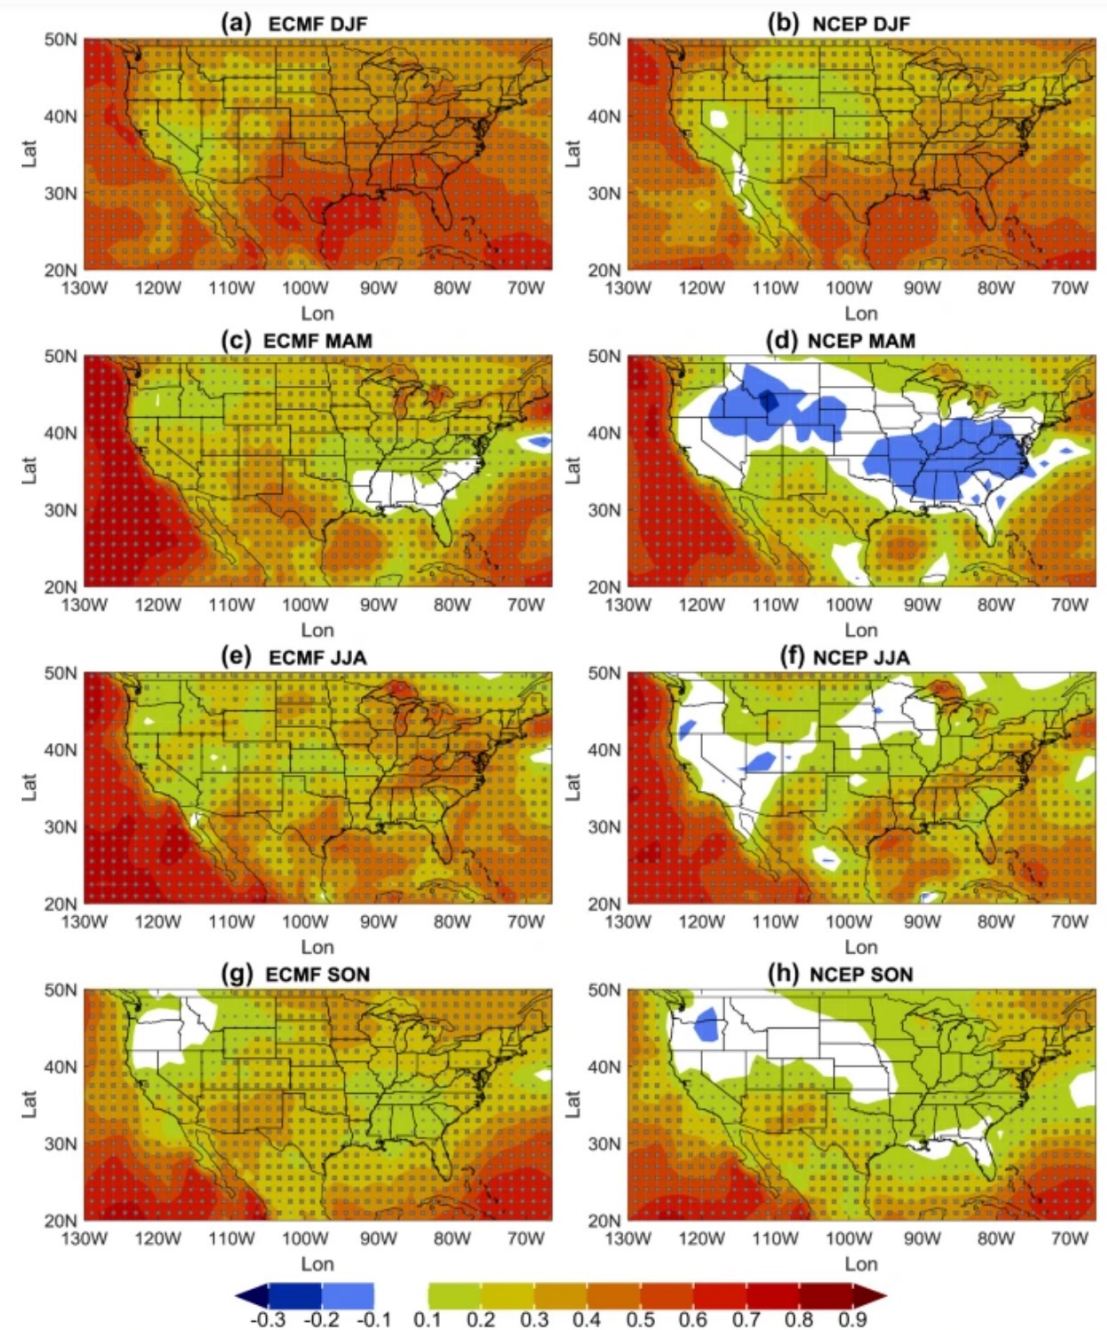 (a) ECMF DJF
(b) NCEP DJF
50N
40N
30N
20N
Lat
130W 120W 110W 100W 90W 80W 70W
Lon
50N
40N
30N
20N
Lat
130W 120W 110W 100W 90W 80W 70W
Lon
(c) ECMF MAM
(d) NCEP MAM
50N
40N
30N
20N
Lat
130W 120W 110W 100W 90W 80W 70W
Lon
50N
40N
30N
20N
Lat
130W 120W 110W 100W 90W 80W 70W
Lon
(e) ECMF JJA
(f) NCEP JJA
50N
40N
30N
20N
Lat
130W 120W 110W 100W 90W 80W 70W
Lon
50N
40N
30N
20N
Lat
130W 120W 110W 100W 90W 80W 70W
Lon
(g) ECMF SON
(h) NCEP SON
50N
40N
30N
20N
Lat
130W 120W 110W 100W 90W 80W 70W
Lon
50N
40N
30N
20N
Lat
130W 120W 110W 100W 90W 80W 70W
Lon
-0.3 -0.2 -0.1 0.1 0.2 0.3 0.4 0.5 0.6 0.7 0.8 0.9